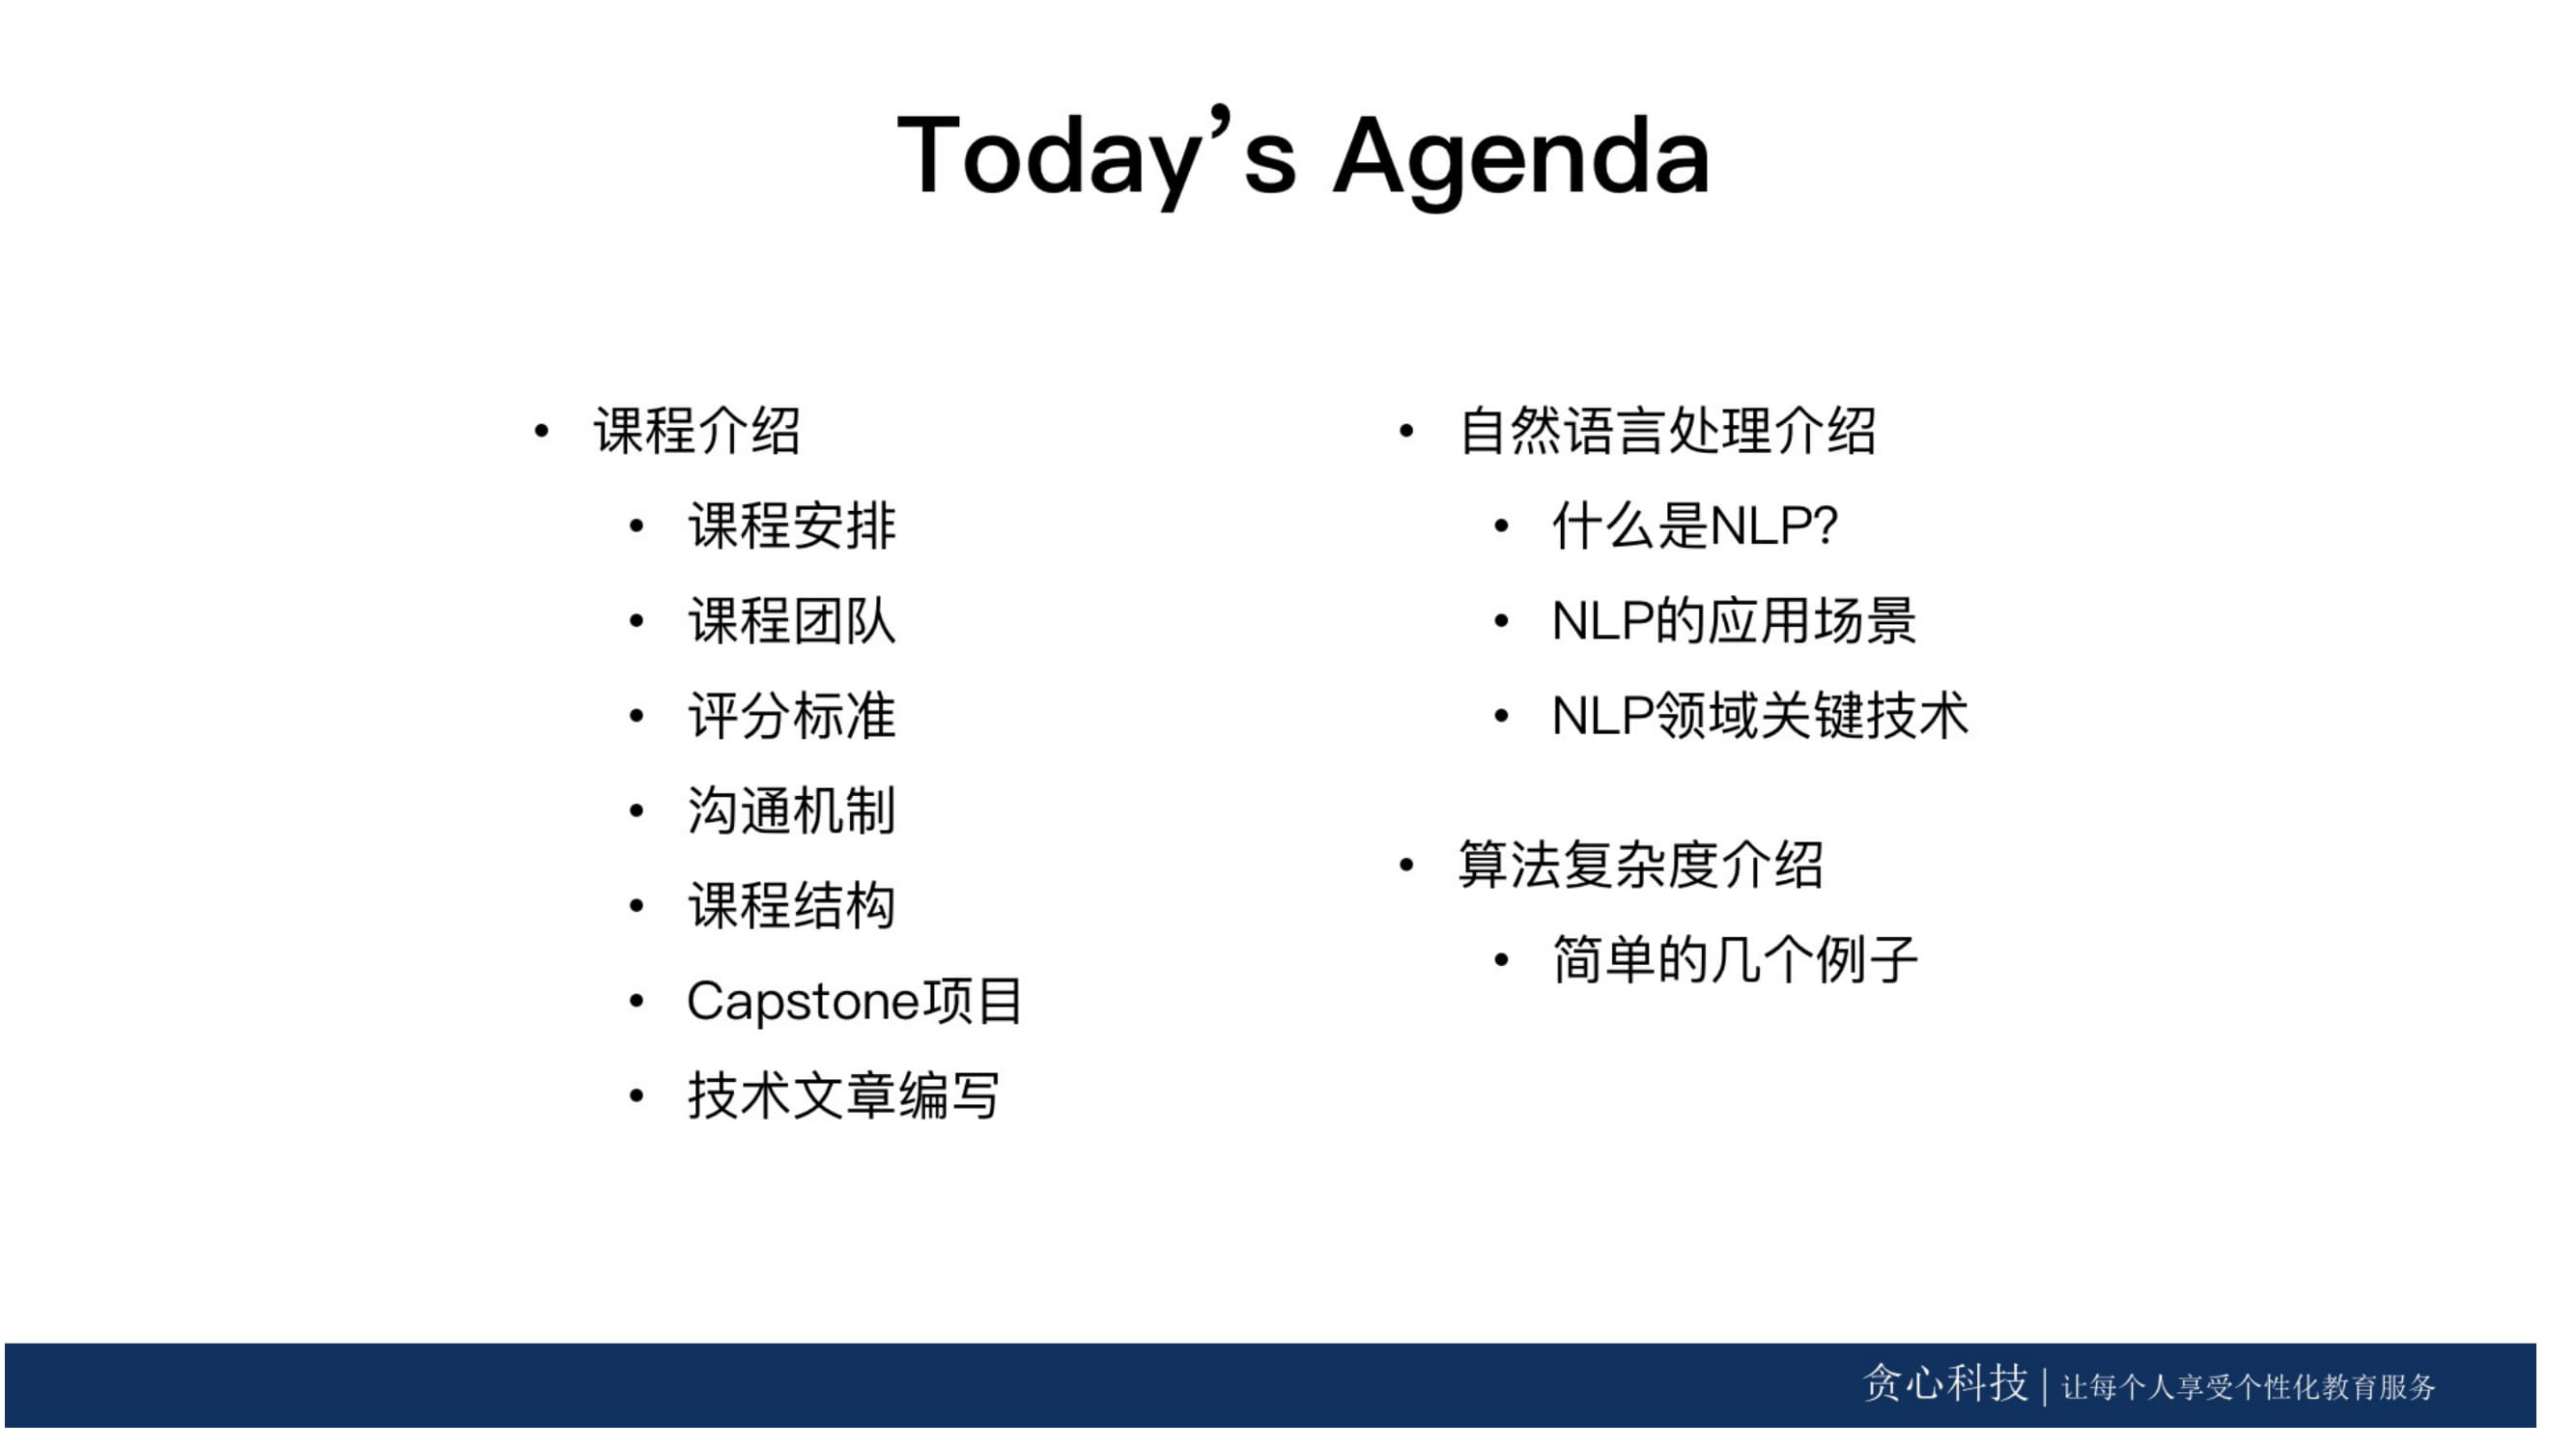 Today’s Agenda
• 课程介绍
• 课程安排
• 课程团队
• 评分标准
• 沟通机制
• 课程结构
• Capstone项目
• 技术文章编写
• 自然语言处理介绍
• 什么是NLP?
• NLP的应用场景
• NLP领域关键技术
• 算法复杂度介绍
• 简单的几个例子
贪心科技 | 让每个人享受个性化教育服务